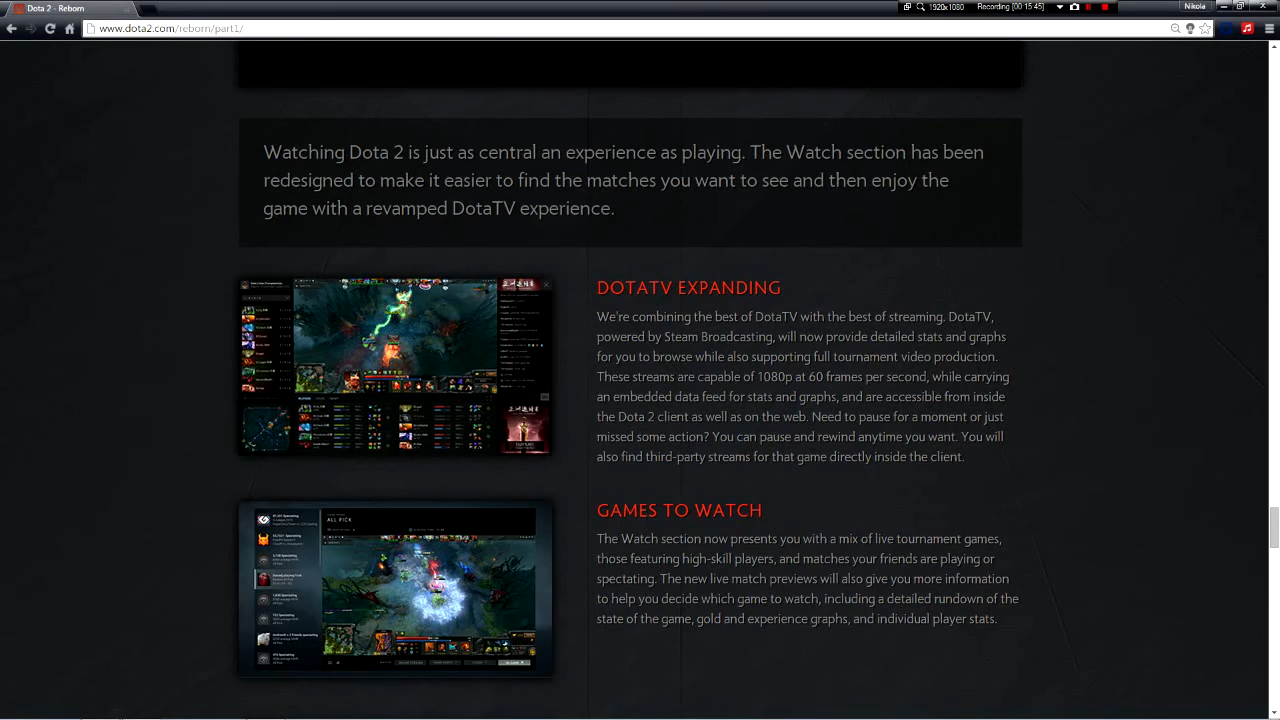 Dota 2 - Reborn
1920x1080
Recording [00:15:45]
Nikola
www.dota2.com/reborn/part1/
Watching Dota 2 is just as central an experience as playing. The Watch section has been
redesigned to make it easier to find the matches you want to see and then enjoy the
game with a revamped DotaTV experience.
DOTATV EXPANDING
We're combining the best of DotaTV with the best of streaming. DotaTV,
powered by Steam Broadcasting, will now provide detailed stats and graphs
for you to browse while also supporting full tournament video production.
These streams are capable of 1080p at 60 frames per second, while carrying
an embedded data feed for stats and graphs, and are accessible from inside
the Dota 2 client as well as on the web. Need to pause for a moment or just
missed some action? You can pause and rewind anytime you want. You will
also find third-party streams for that game directly inside the client.
ALL PICK
GAMES TO WATCH
The Watch section now presents you with a mix of live tournament games,
those featuring high skill players, and matches your friends are playing or
spectating. The new match previews will also give you more information
to help you decide which game to watch, including a detailed rundown of the
state of the game, gold and experience graphs, and individual player stats.